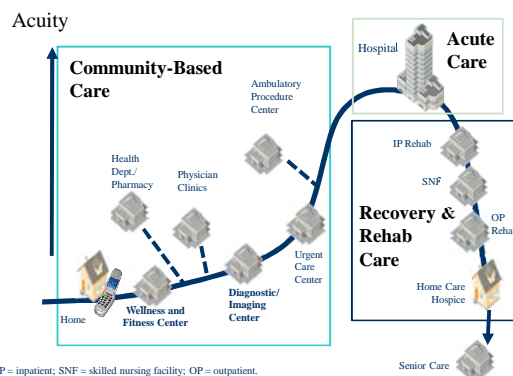 Acuity
Community-Based
Care
Health
Dept./
Pharmacy
Physician
Clinics
Ambulatory
Procedure
Center
Home
Wellness and
Fitness Center
Diagnostic/
Imaging
Center
Urgent
Care
Center
Hospital
Acute
Care
IP Rehab
SNF
Recovery &
Rehab
Care
OP
Reha
Home Care
Hospice
Senior Care
P = inpatient; SNF = skilled nursing facility; OP = outpatient.